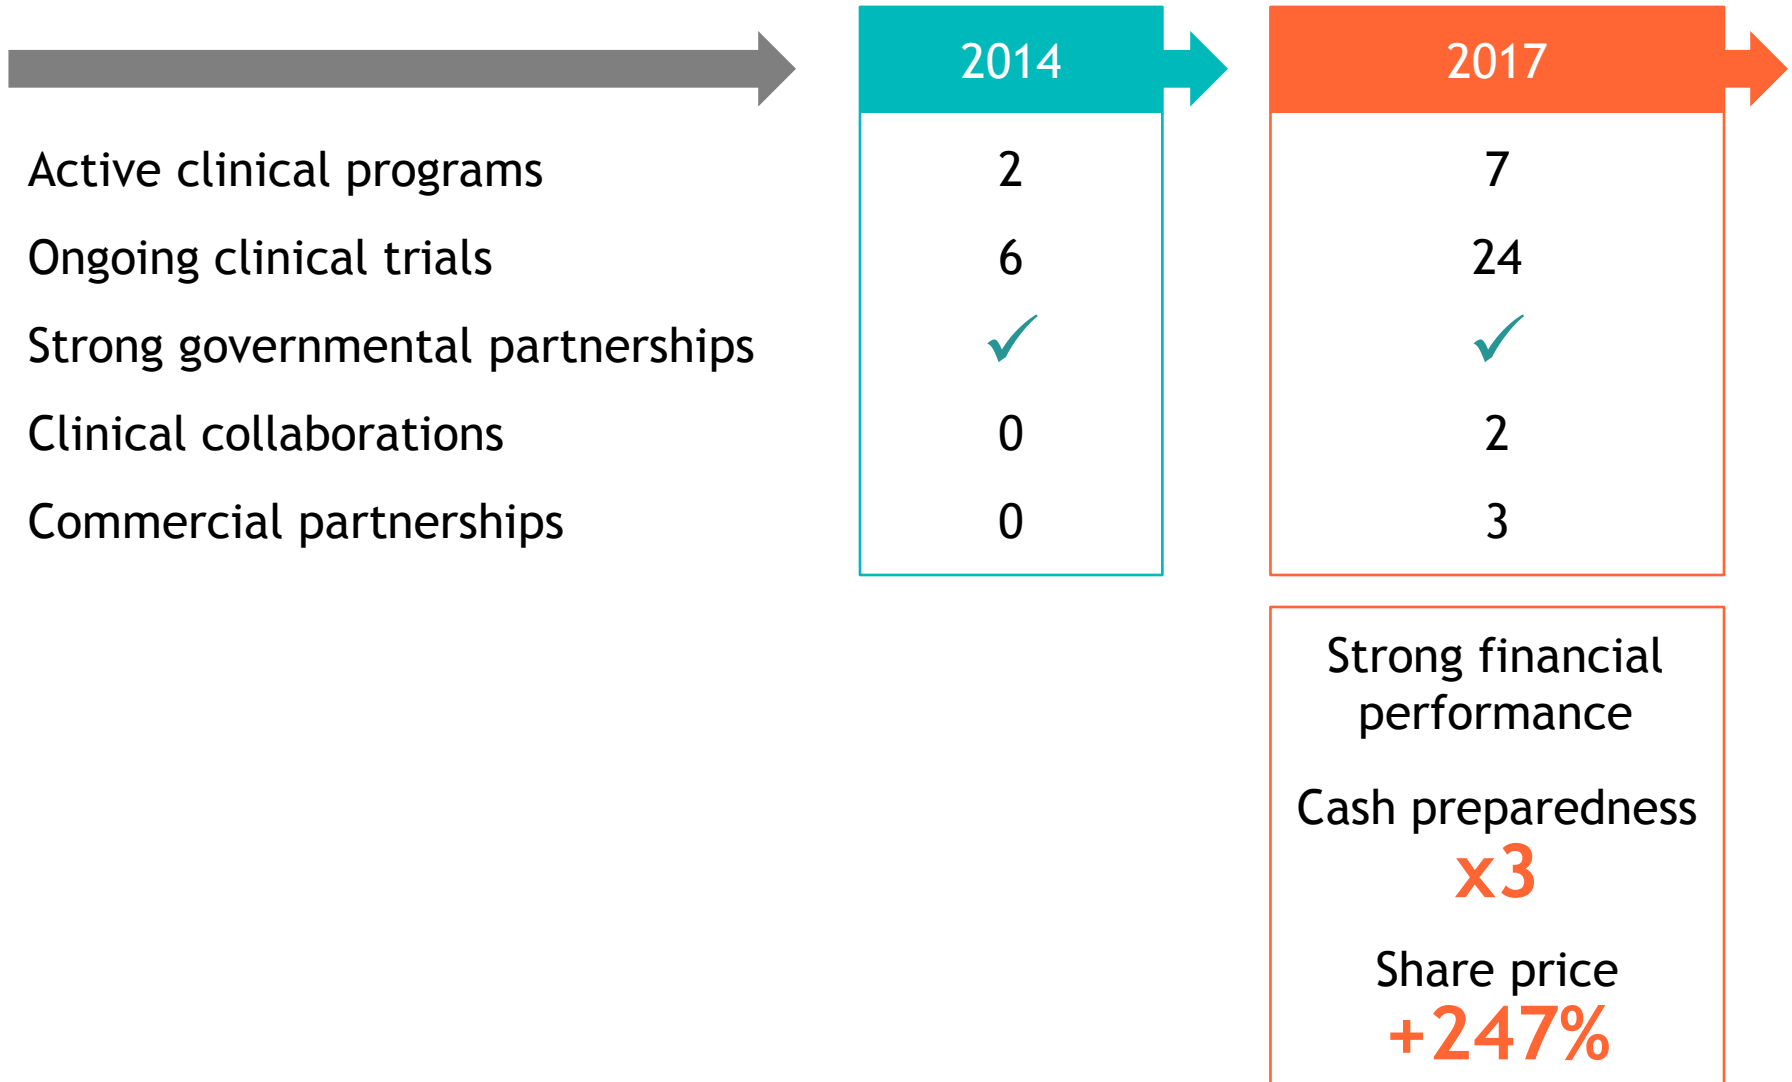 2014 2017
Active clinical programs 2 7
Ongoing clinical trials 6 24
Strong governmental partnerships ✓ ✓
Clinical collaborations 0 2
Commercial partnerships 0 3
Strong financial
performance
Cash preparedness
x3
Share price
+247%